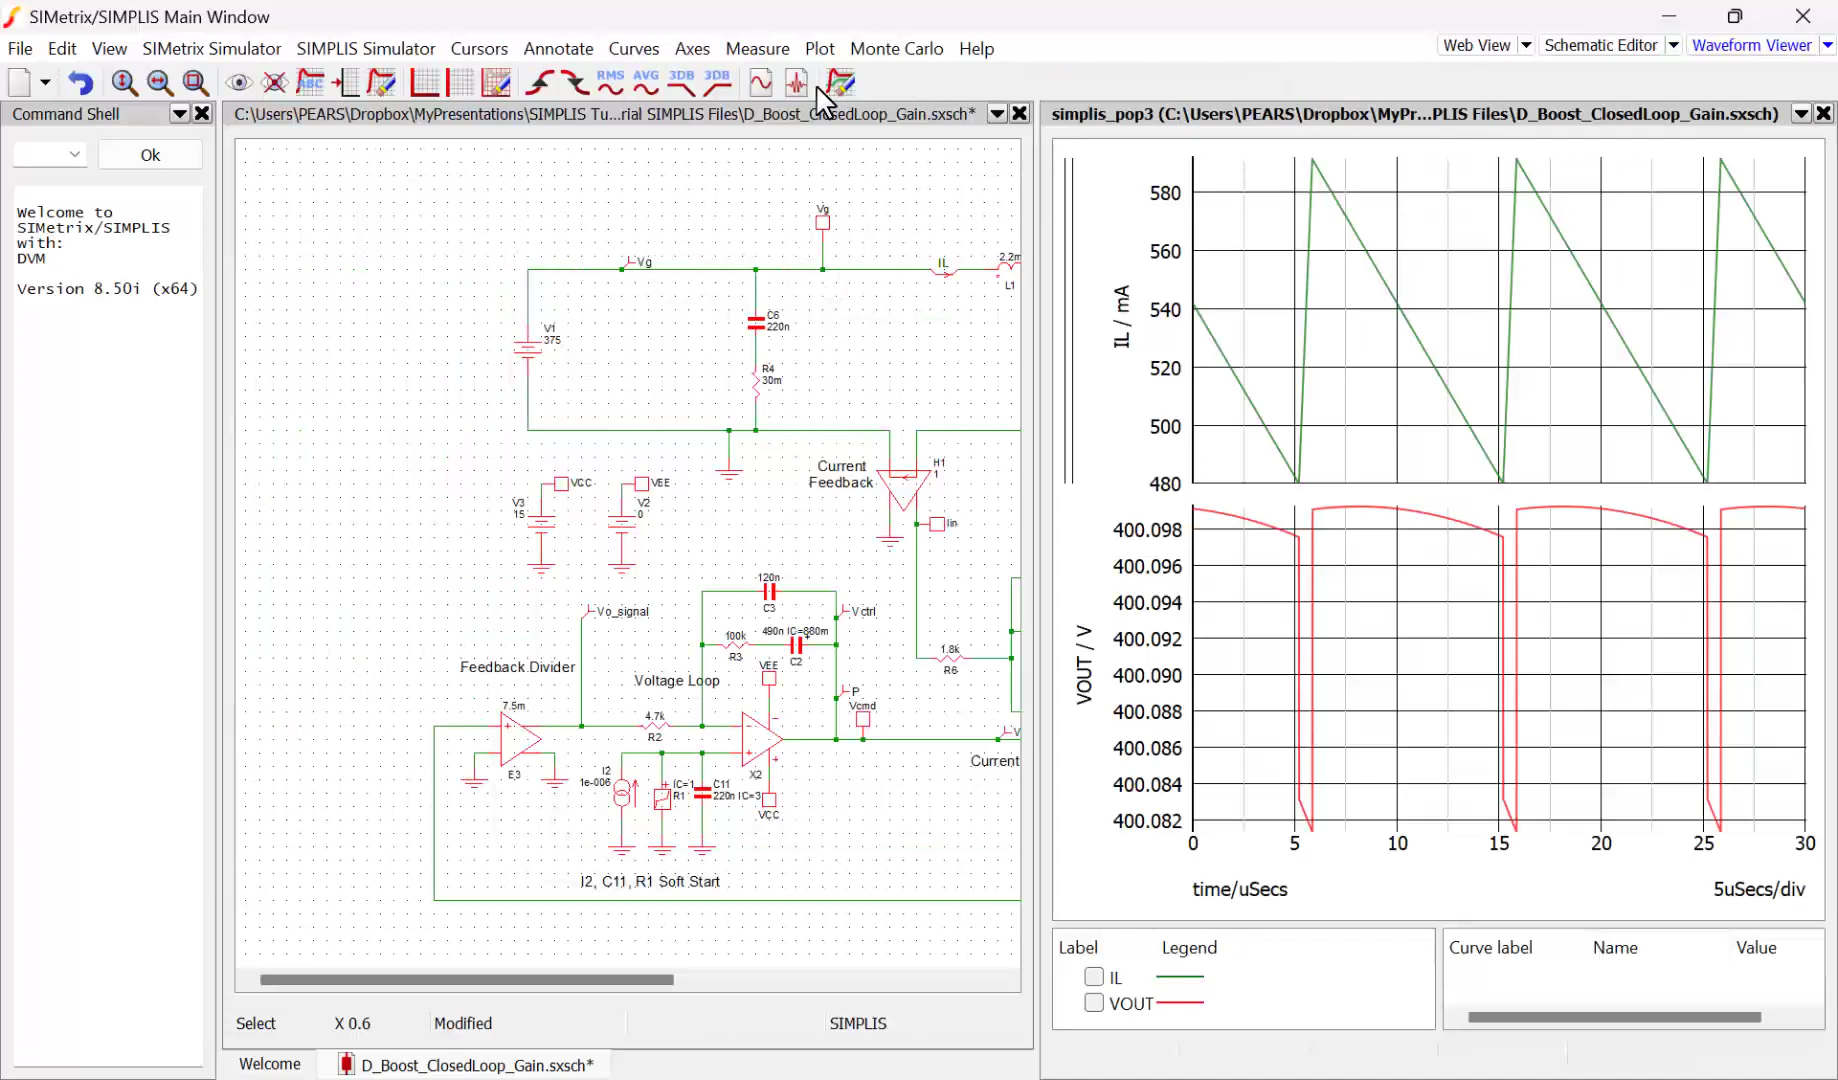 SIMetrix/SIMPLIS Main Window
File Edit View SIMetrix Simulator SIMPLIS Simulator Cursors Annotate Curves Axes Measure Plot Monte Carlo Help
Web View Schematic Editor Waveform Viewer
ABC RMS AVG 3DB 3DB
Command Shell
Ok
Welcome to
SIMetrix/SIMPLIS
with:
DVM
Version 8.50i (x64)
C:\Users\PEARS\Dropbox\MyPresentations\SIMPLIS Tu...rial SIMPLIS Files\D_Boost_ClosedLoop_Gain.sxsch*
Vg
Vg
IL
2.2m
L1
C6
220n
V1
375
R4
30m
Current
Feedback
H1
1
Iin
VCC
VEE
V3
15
V2
0
120n
C3
Vo_signal
Vctrl
100k
R3
490n IC=880m
C2
VEE
1.8k
R6
Feedback Divider
Voltage Loop
P
Vcmd
7.5m
E3
4.7k
R2
V
X2
Current
I2
1e-006
IC=1
R1
C11
220n IC=3
VCC
I2, C11, R1 Soft Start
Select X 0.6 Modified SIMPLIS
Welcome D_Boost_ClosedLoop_Gain.sxsch*
simplis_pop3 (C:\Users\PEARS\Dropbox\MyPr...PLIS Files\D_Boost_ClosedLoop_Gain.sxsch)
IL / mA
580
560
540
520
500
480
VOUT / V
400.098
400.096
400.094
400.092
400.090
400.088
400.086
400.084
400.082
0 5 10 15 20 25 30
time/uSecs 5uSecs/div
Label Legend
IL
VOUT
Curve label Name Value